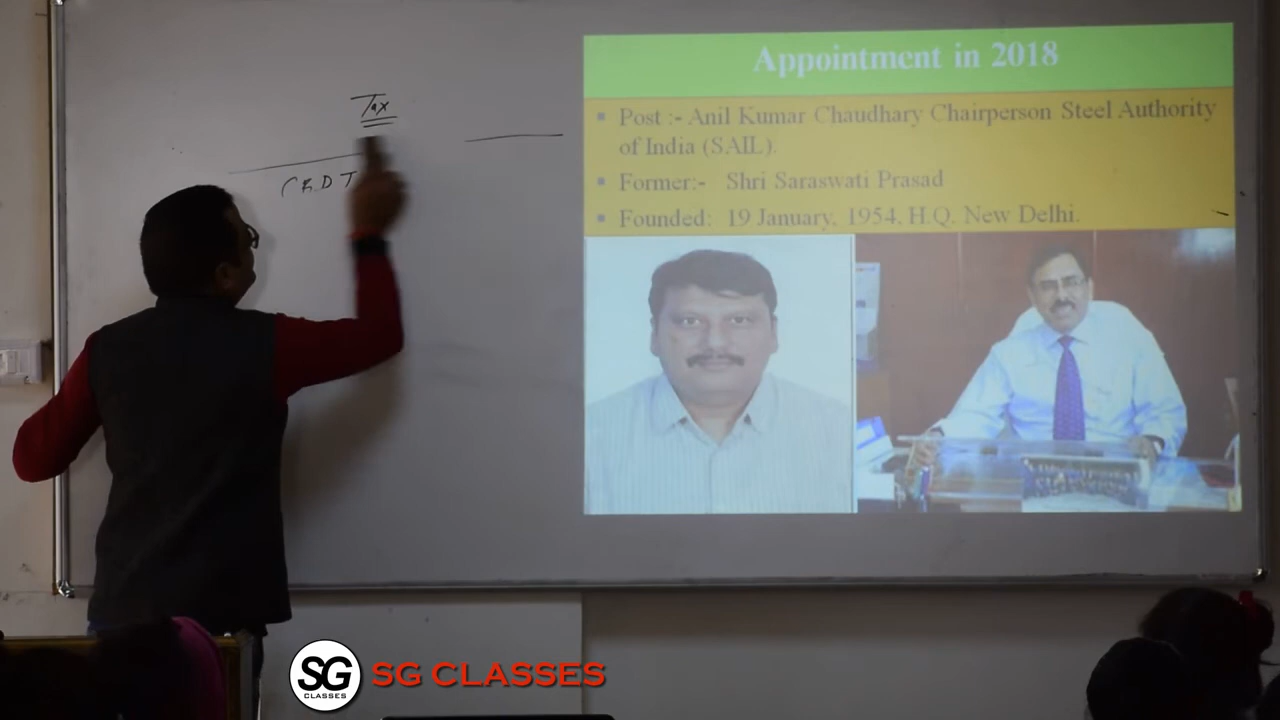 Tax
C B D T
Appointment in 2018
▪ Post :- Anil Kumar Chaudhary Chairperson Steel Authority
of India (SAIL).
▪ Former:- Shri Saraswati Prasad
▪ Founded: 19 January, 1954, H.Q. New Delhi.
SG
CLASSES
SG CLASSES